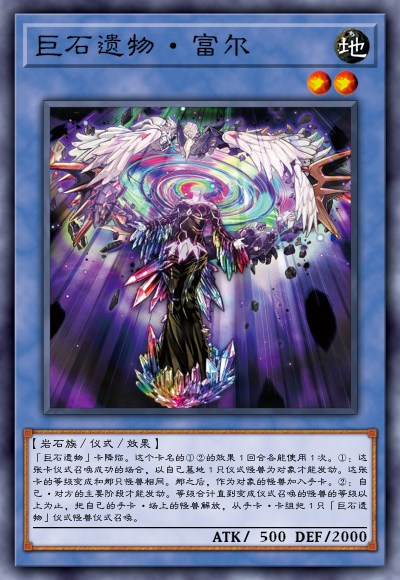 巨石遗物·富尔
地
【岩石族/仪式/效果】
「巨石遗物」卡降临。这个卡名的①②的效果1回合各能使用1次。①：这
张卡仪式召唤成功的场合，以自己墓地1只仪式怪兽为对象才能发动。这张
卡的等级变成和那只怪兽相同。那之后，作为对象的怪兽加入手卡。②：自
己·对方的主要阶段才能发动。等级合计直到变成仪式召唤的怪兽的等级以
上为止，把自己的手卡·场上的怪兽解放，从手卡·卡组把1只「巨石遗
物」仪式怪兽仪式召唤。
ATK/ 500 DEF/2000